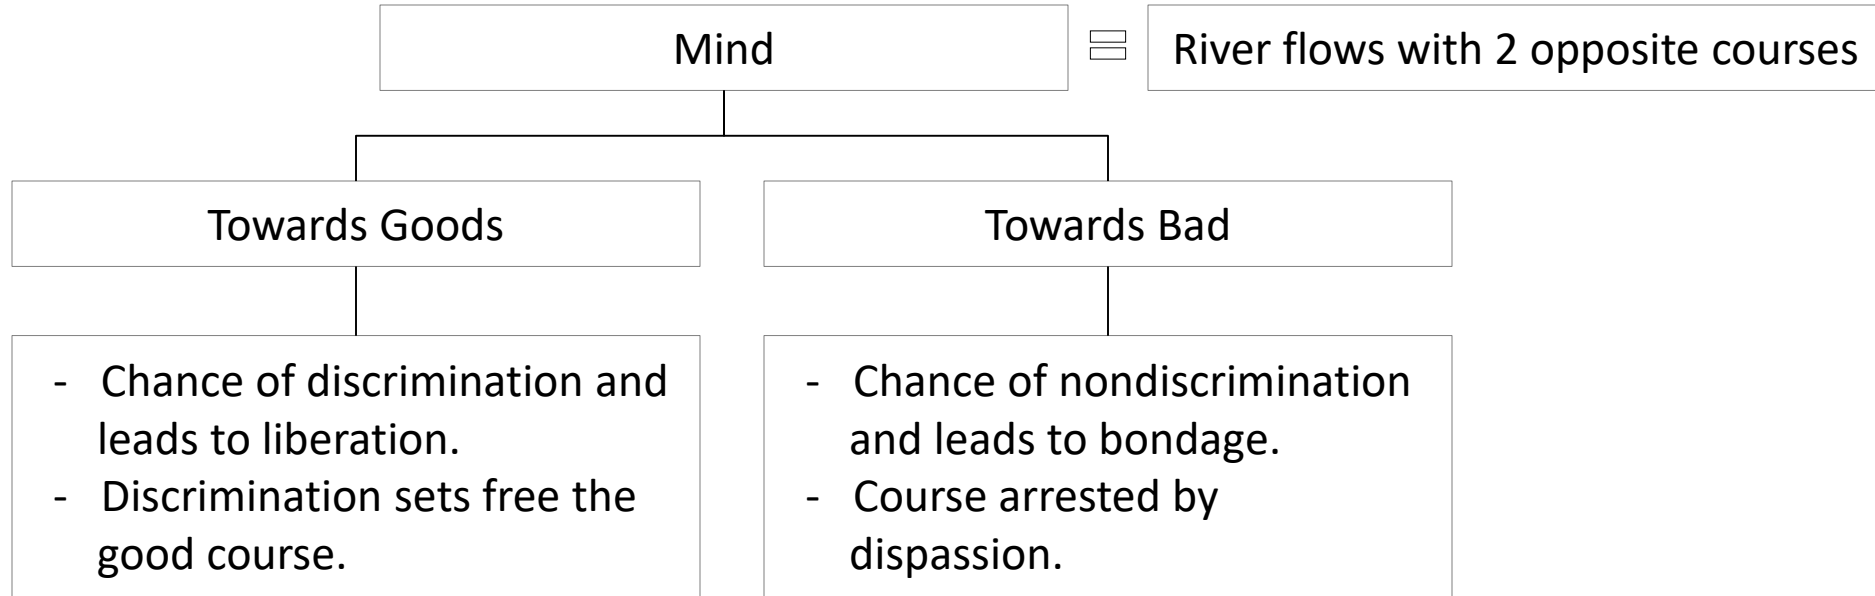 Mind
River flows with 2 opposite courses
Towards Goods
Towards Bad
- Chance of discrimination and
leads to liberation.
- Discrimination sets free the
good course.
- Chance of nondiscrimination
and leads to bondage.
- Course arrested by
dispassion.